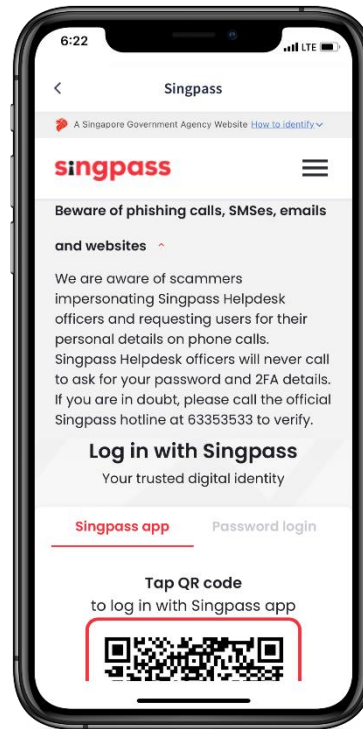 6:22
LTE
Singpass
A Singapore Government Agency Website How to identify
singpass
Beware of phishing calls, SMSes, emails
and websites
We are aware of scammers
impersonating Singpass Helpdesk
officers and requesting users for their
personal details on phone calls.
Singpass Helpdesk officers will never call
to ask for your password and 2FA details.
If you are in doubt, please call the official
Singpass hotline at 63353533 to verify.
Log in with Singpass
Your trusted digital identity
Singpass app Password login
Tap QR code
to log in with Singpass app